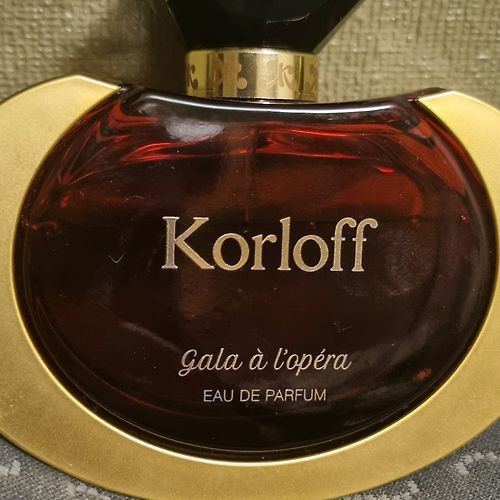 Korloff
Gala à l'opéra
EAU DE PARFUM